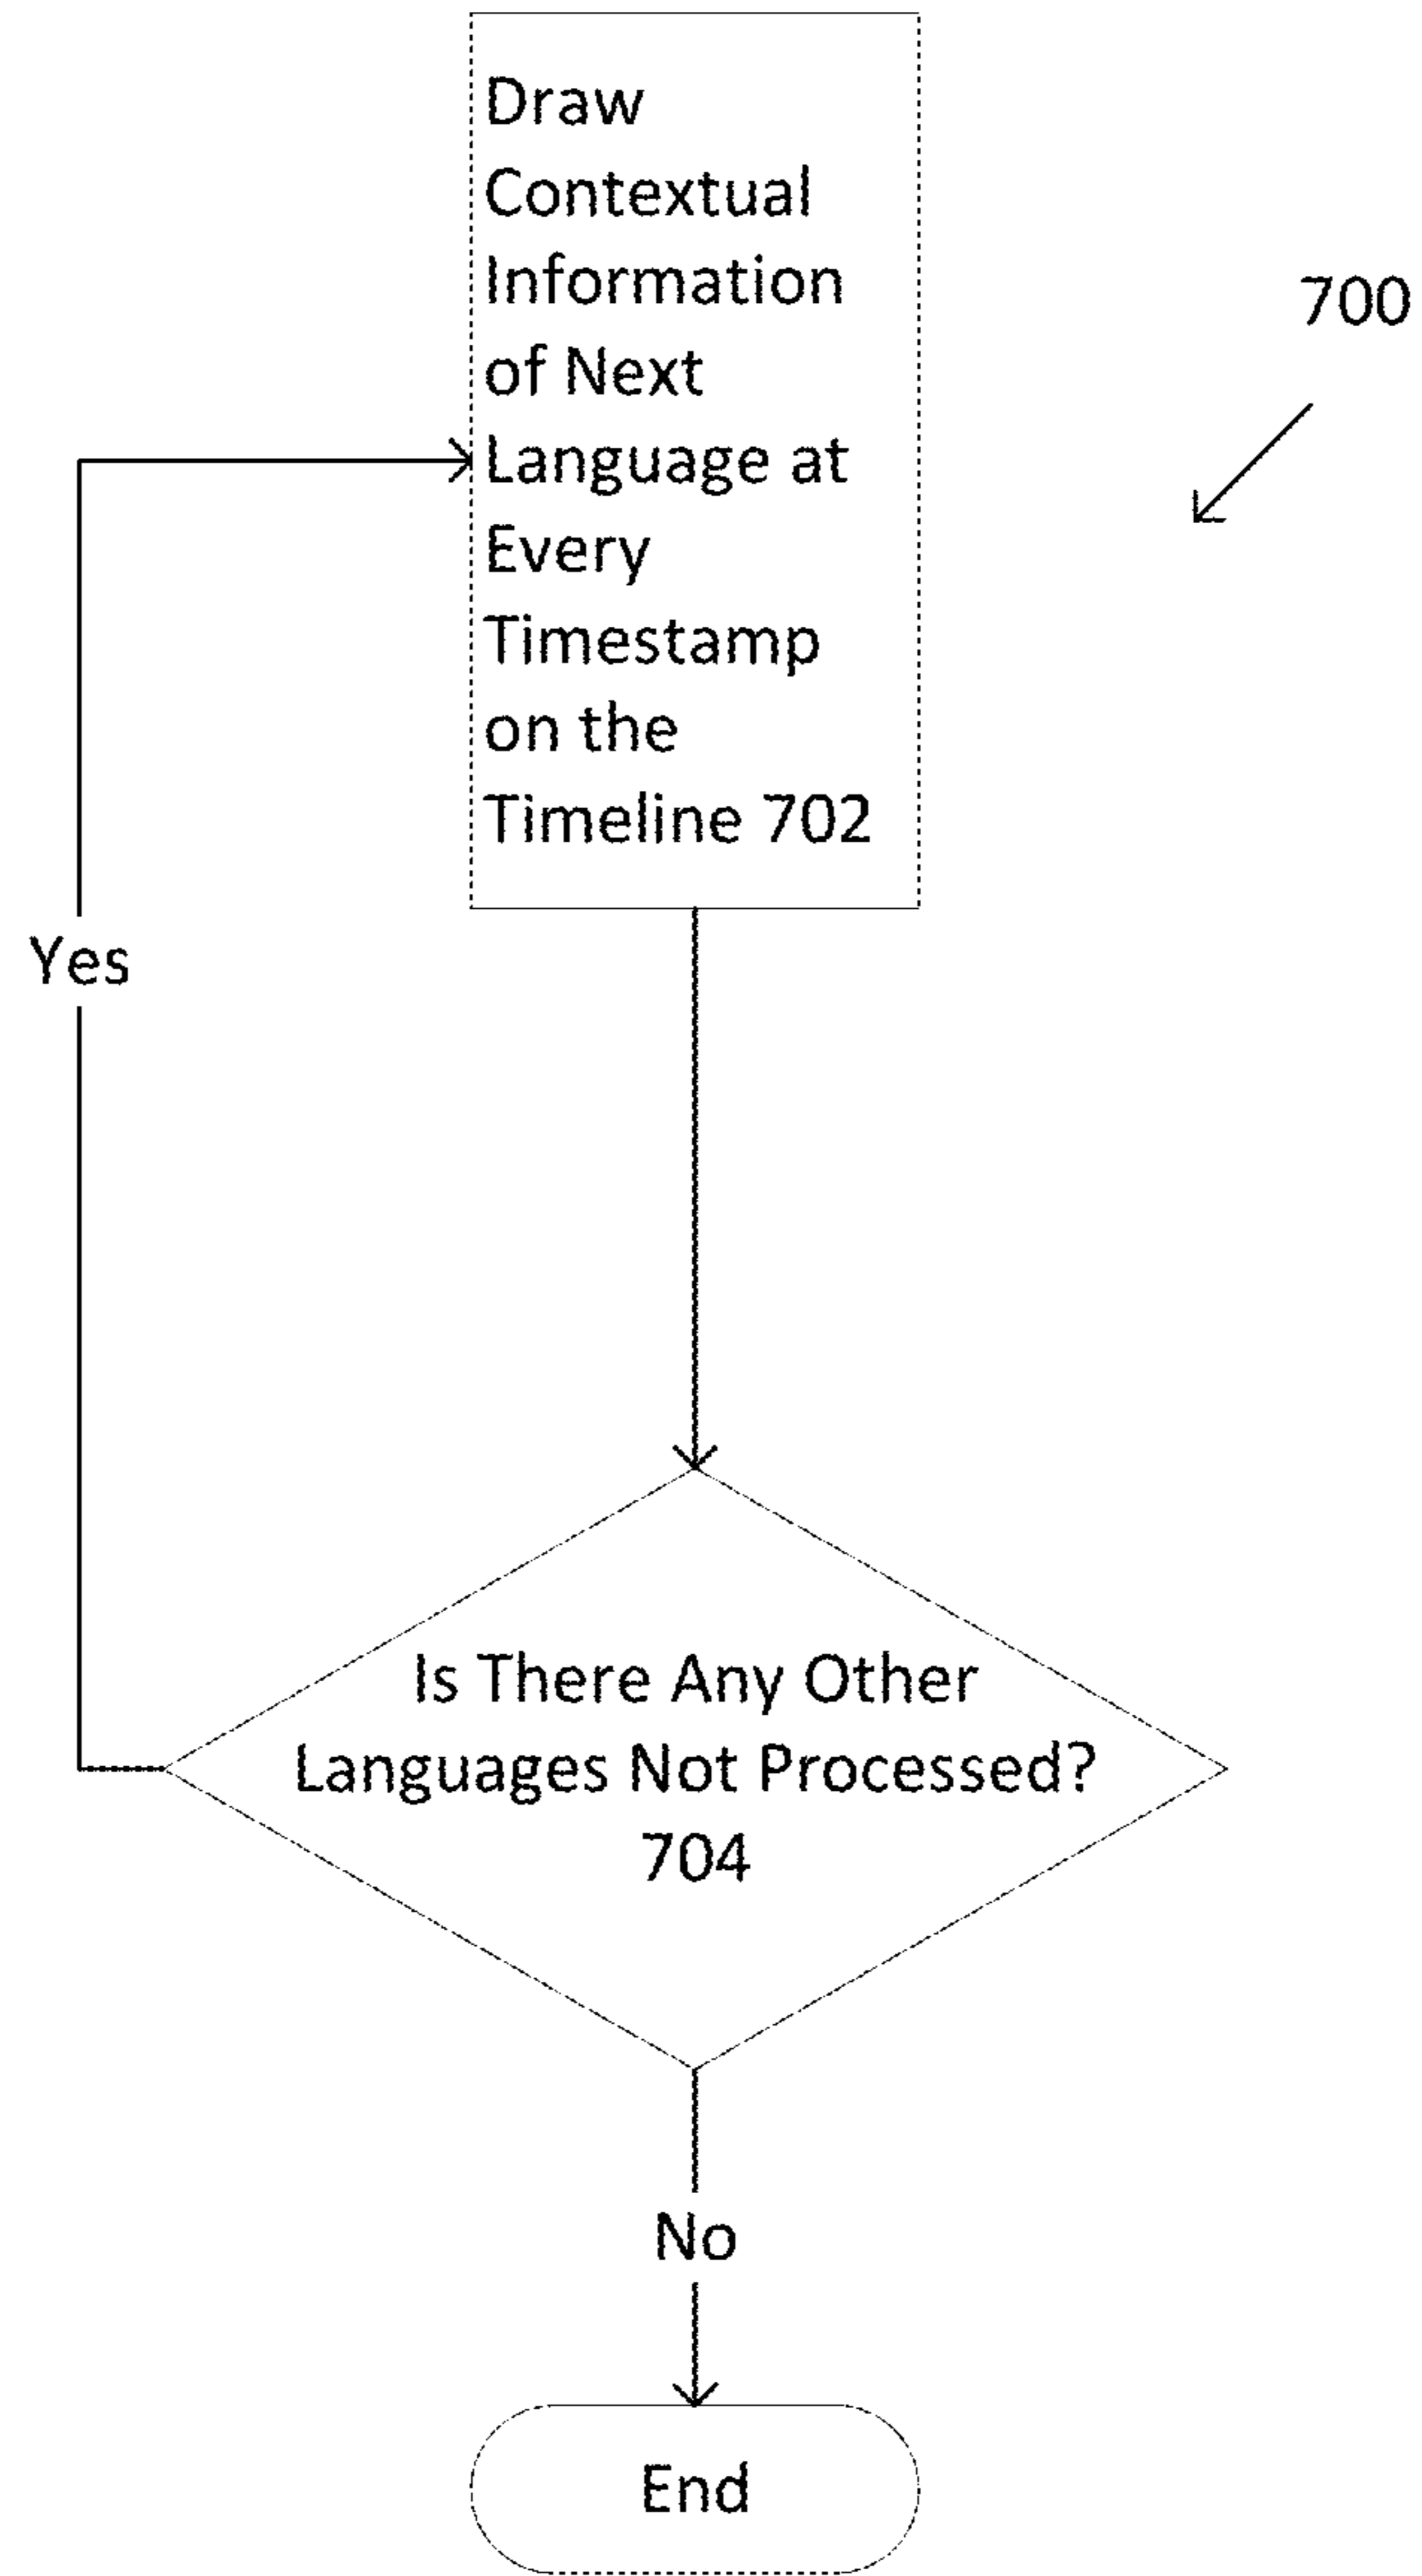 Draw
Contextual
Information
of Next
Language at
Every
Timestamp
on the
Timeline 702
700
Yes
Is There Any Other
Languages Not Processed?
704
No
End